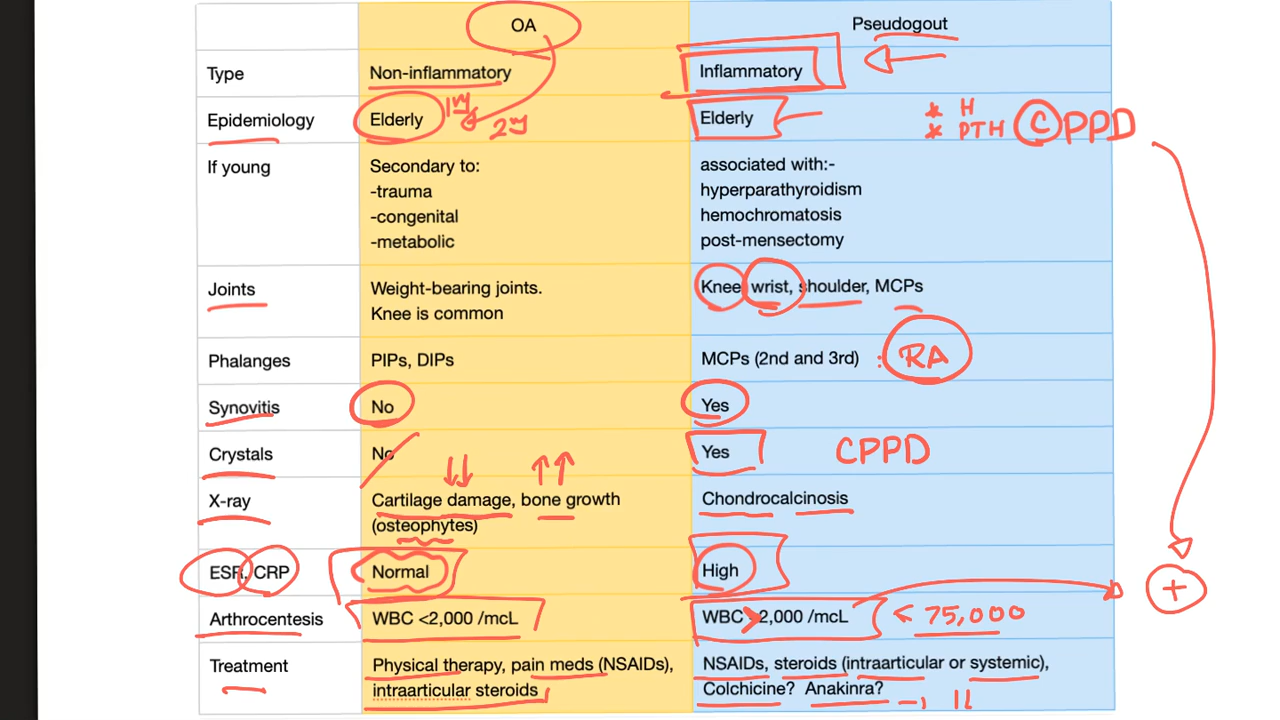 OA Pseudogout
Type Non-inflammatory Inflammatory
Epidemiology Elderly 1ry 2ry Elderly * H
* PTH CPPD
If young Secondary to: associated with:-
-trauma hyperparathyroidism
-congenital hemochromatosis
-metabolic post-mensectomy
Joints Weight-bearing joints. Knee wrist, shoulder, MCPs
Knee is common
Phalanges PIPs, DIPs MCPs (2nd and 3rd) : RA
Synovitis No Yes
Crystals No Yes CPPD
↓↓ ↑↑
X-ray Cartilage damage, bone growth Chondrocalcinosis
(osteophytes)
ESR, CRP Normal High +
Arthrocentesis WBC <2,000 /mcL WBC >2,000 /mcL < 75,000
Treatment Physical therapy, pain meds (NSAIDs), NSAIDs, steroids (intraarticular or systemic),
intraarticular steroids Colchicine? Anakinra?